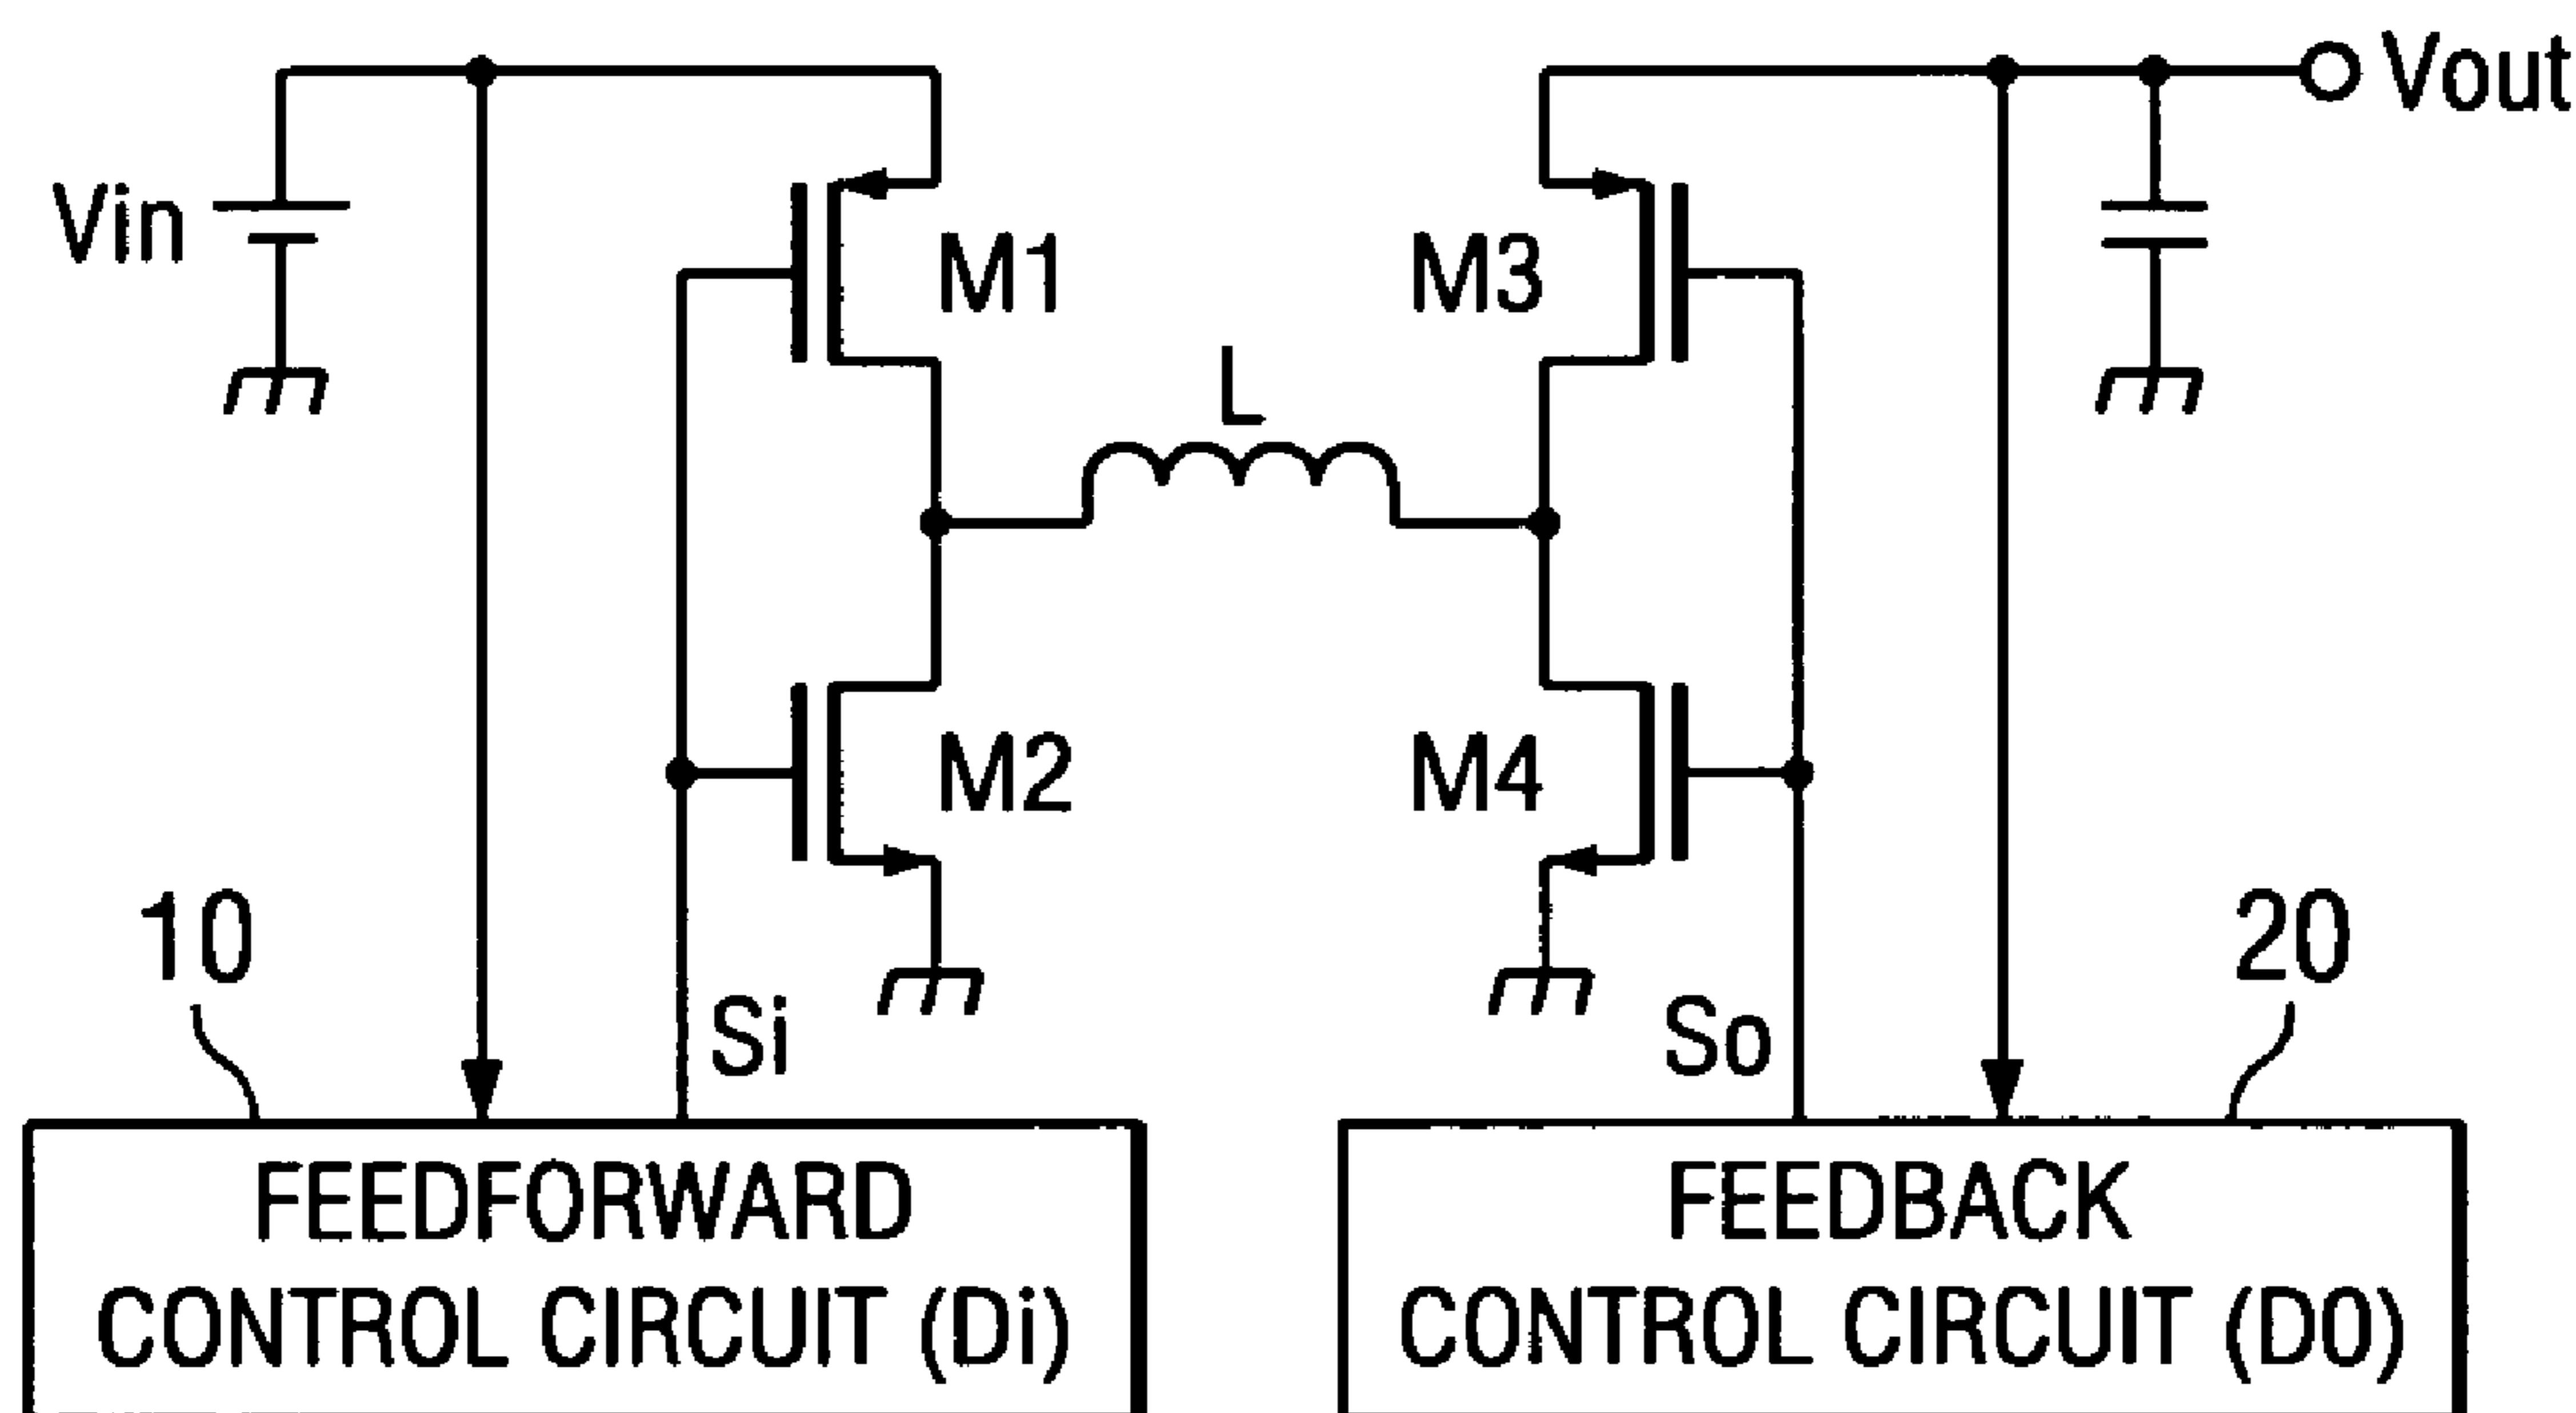 Vout
Vin
M1
M3
L
M2
M4
10
20
Si
So
FEEDFORWARD
CONTROL CIRCUIT (Di)
FEEDBACK
CONTROL CIRCUIT (D0)